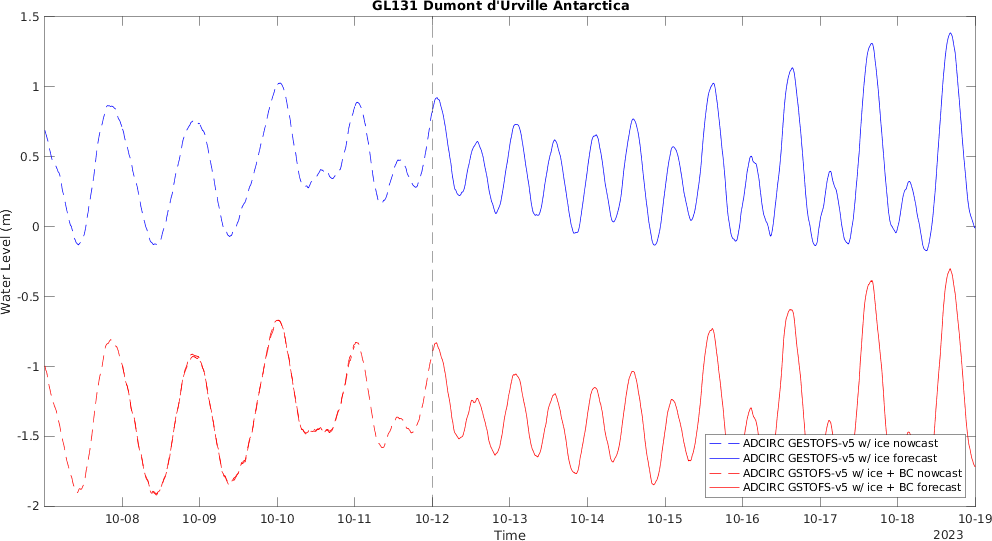 GL131 Dumont d'Urville Antarctica
1.5
1
0.5
0
-0.5
-1
-1.5
-2
Water Level (m)
ADCIRC GESTOFS-v5 w/ ice nowcast
ADCIRC GESTOFS-v5 w/ ice forecast
ADCIRC GSTOFS-v5 w/ ice + BC nowcast
ADCIRC GSTOFS-v5 w/ ice + BC forecast
10-08 10-09 10-10 10-11 10-12 10-13 10-14 10-15 10-16 10-17 10-18 10-19
Time
2023